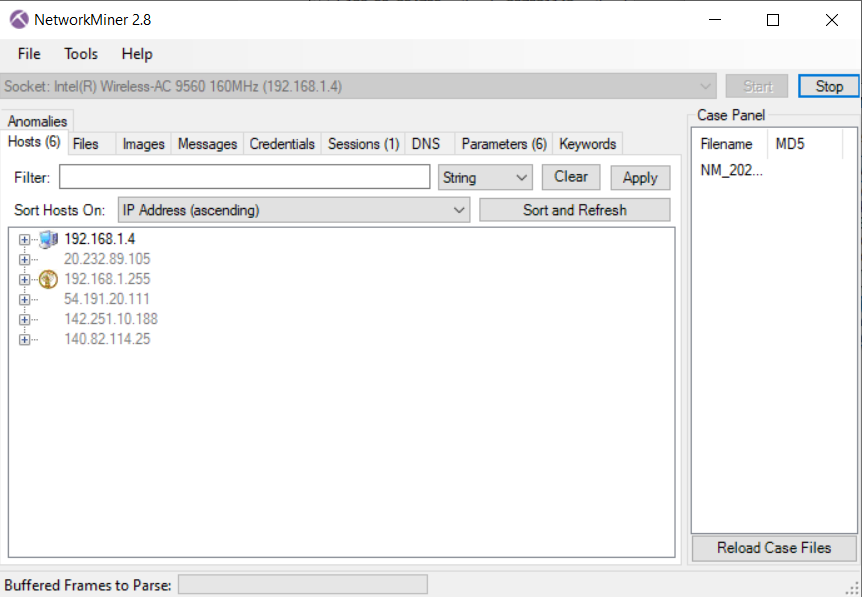 NetworkMiner 2.8
File Tools Help
Socket: Intel(R) Wireless-AC 9560 160MHz (192.168.1.4) Start Stop
Anomalies
Hosts (6) Files Images Messages Credentials Sessions (1) DNS Parameters (6) Keywords
Filter: String Clear Apply
Sort Hosts On: IP Address (ascending) Sort and Refresh
192.168.1.4
20.232.89.105
192.168.1.255
54.191.20.111
142.251.10.188
140.82.114.25
Case Panel
Filename MD5
NM_202...
Reload Case Files
Buffered Frames to Parse: